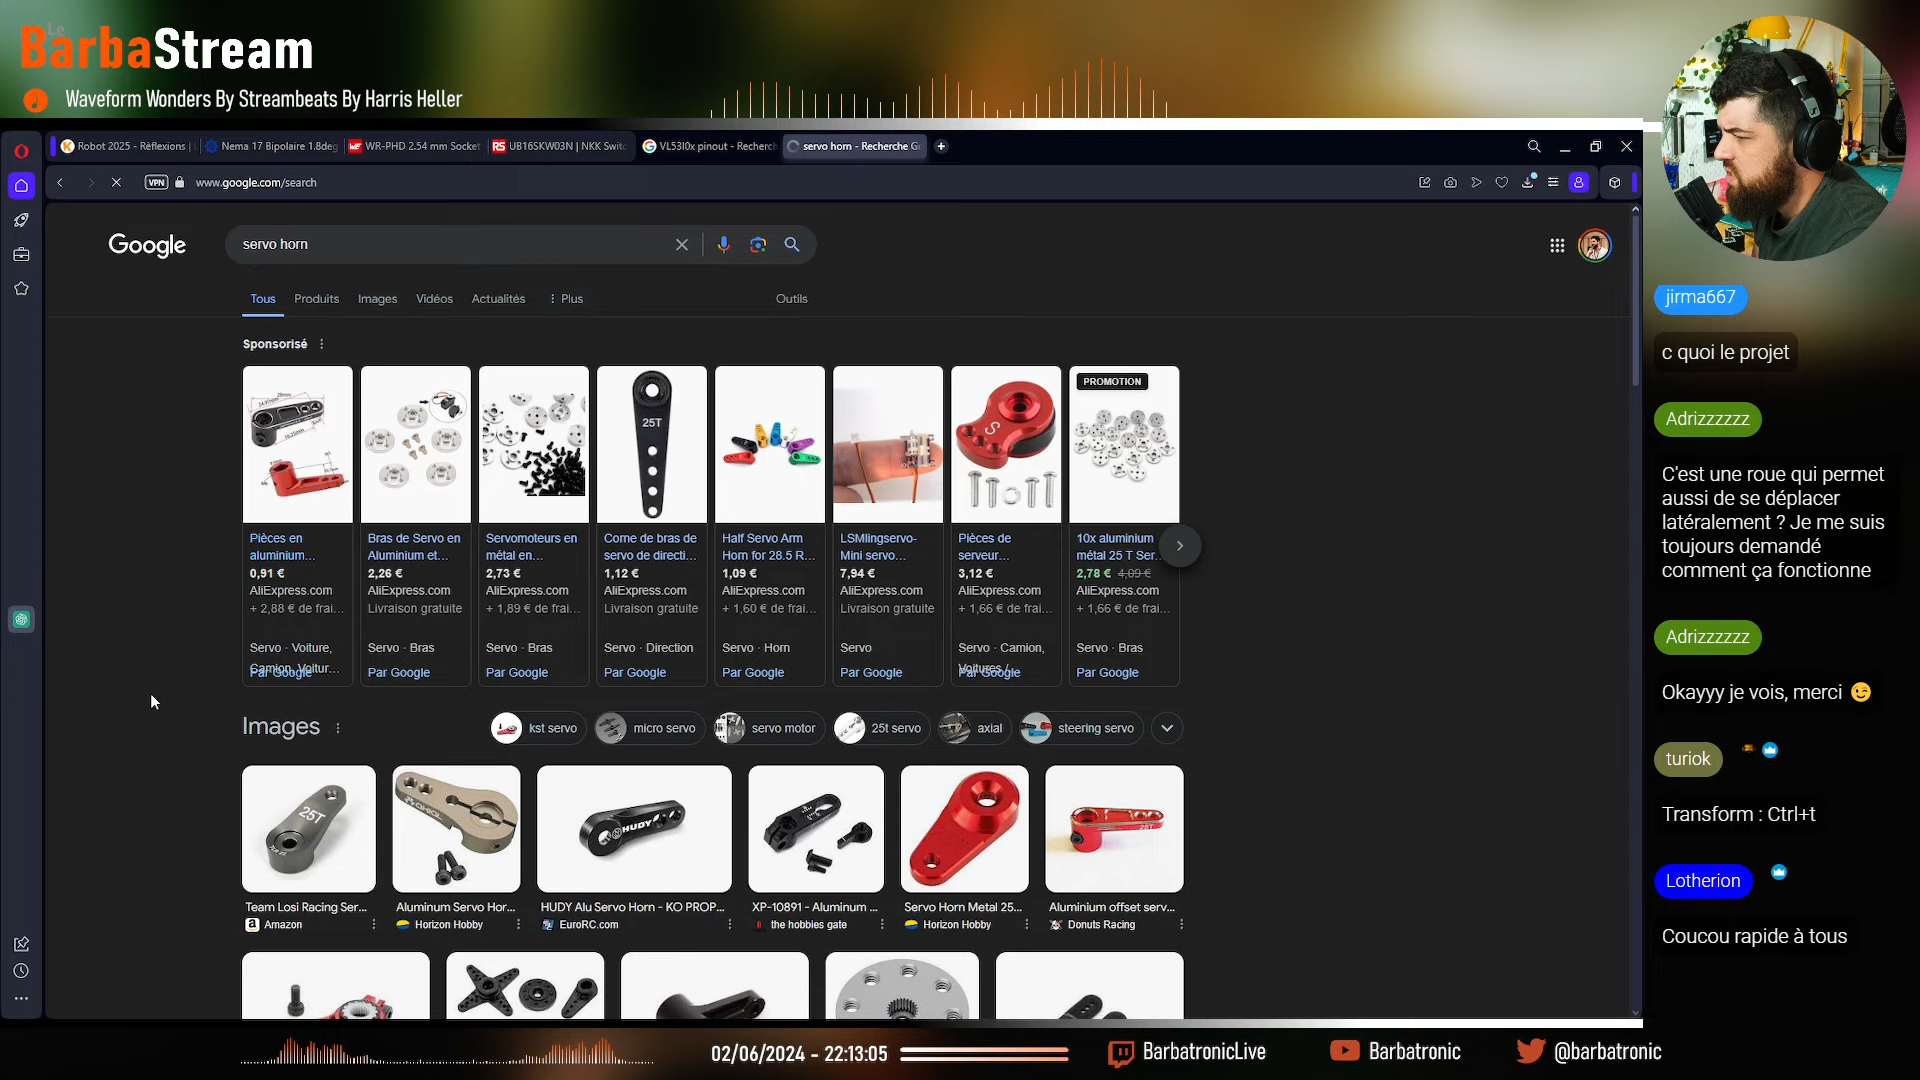 Le
BarbaStream
Waveform Wonders By Streambeats By Harris Heller
Robot 2025 - Réflexions |
Nema 17 Bipolaire 1.8deg
WR-PHD 2.54 mm Socket
RS UB16SKW03N | NKK Switc
VL53l0x pinout - Recherch
servo horn - Recherche Go
VPN
www.google.com/search
Google
servo horn
Tous
Produits
Images
Vidéos
Actualités
Plus
Outils
Sponsorisé
25T
S
PROMOTION
Pièces en
aluminium...
0,91 €
AliExpress.com
+ 2,88 € de frai...
Servo · Voiture,
Camion, Voitur...
Par Google
Bras de Servo en
Aluminium et...
2,26 €
AliExpress.com
Livraison gratuite
Servo · Bras
Par Google
Servomoteurs en
métal en...
2,73 €
AliExpress.com
+ 1,89 € de frai...
Servo · Bras
Par Google
Corne de bras de
servo de directi...
1,12 €
AliExpress.com
Livraison gratuite
Servo · Direction
Par Google
Half Servo Arm
Horn for 28.5 R...
1,09 €
AliExpress.com
+ 1,60 € de frai...
Servo · Horn
Par Google
LSMlingservo-
Mini servo...
7,94 €
AliExpress.com
Livraison gratuite
Servo
Par Google
Pièces de
serveur...
3,12 €
AliExpress.com
+ 1,66 € de frai...
Servo · Camion,
Voitures /
Par Google
10x aluminium
métal 25 T Ser...
2,78 € 4,09 €
AliExpress.com
+ 1,66 € de frai...
Servo · Bras
Par Google
Images
kst servo
micro servo
servo motor
25t servo
axial
steering servo
25T
HUDY
25T
Team Losi Racing Ser...
Amazon
Aluminum Servo Hor...
Horizon Hobby
HUDY Alu Servo Horn - KO PROP...
EuroRC.com
XP-10891 - Aluminum ...
the hobbies gate
Servo Horn Metal 25...
Horizon Hobby
Aluminium offset serv...
Donuts Racing
jirma667
c quoi le projet
Adrizzzzzz
C'est une roue qui permet
aussi de se déplacer
latéralement ? Je me suis
toujours demandé
comment ça fonctionne
Adrizzzzzz
Okayyy je vois, merci 😉
turiok
Transform : Ctrl+t
Lotherion
Coucou rapide à tous
02/06/2024 - 22:13:05
BarbatronicLive
Barbatronic
@barbatronic